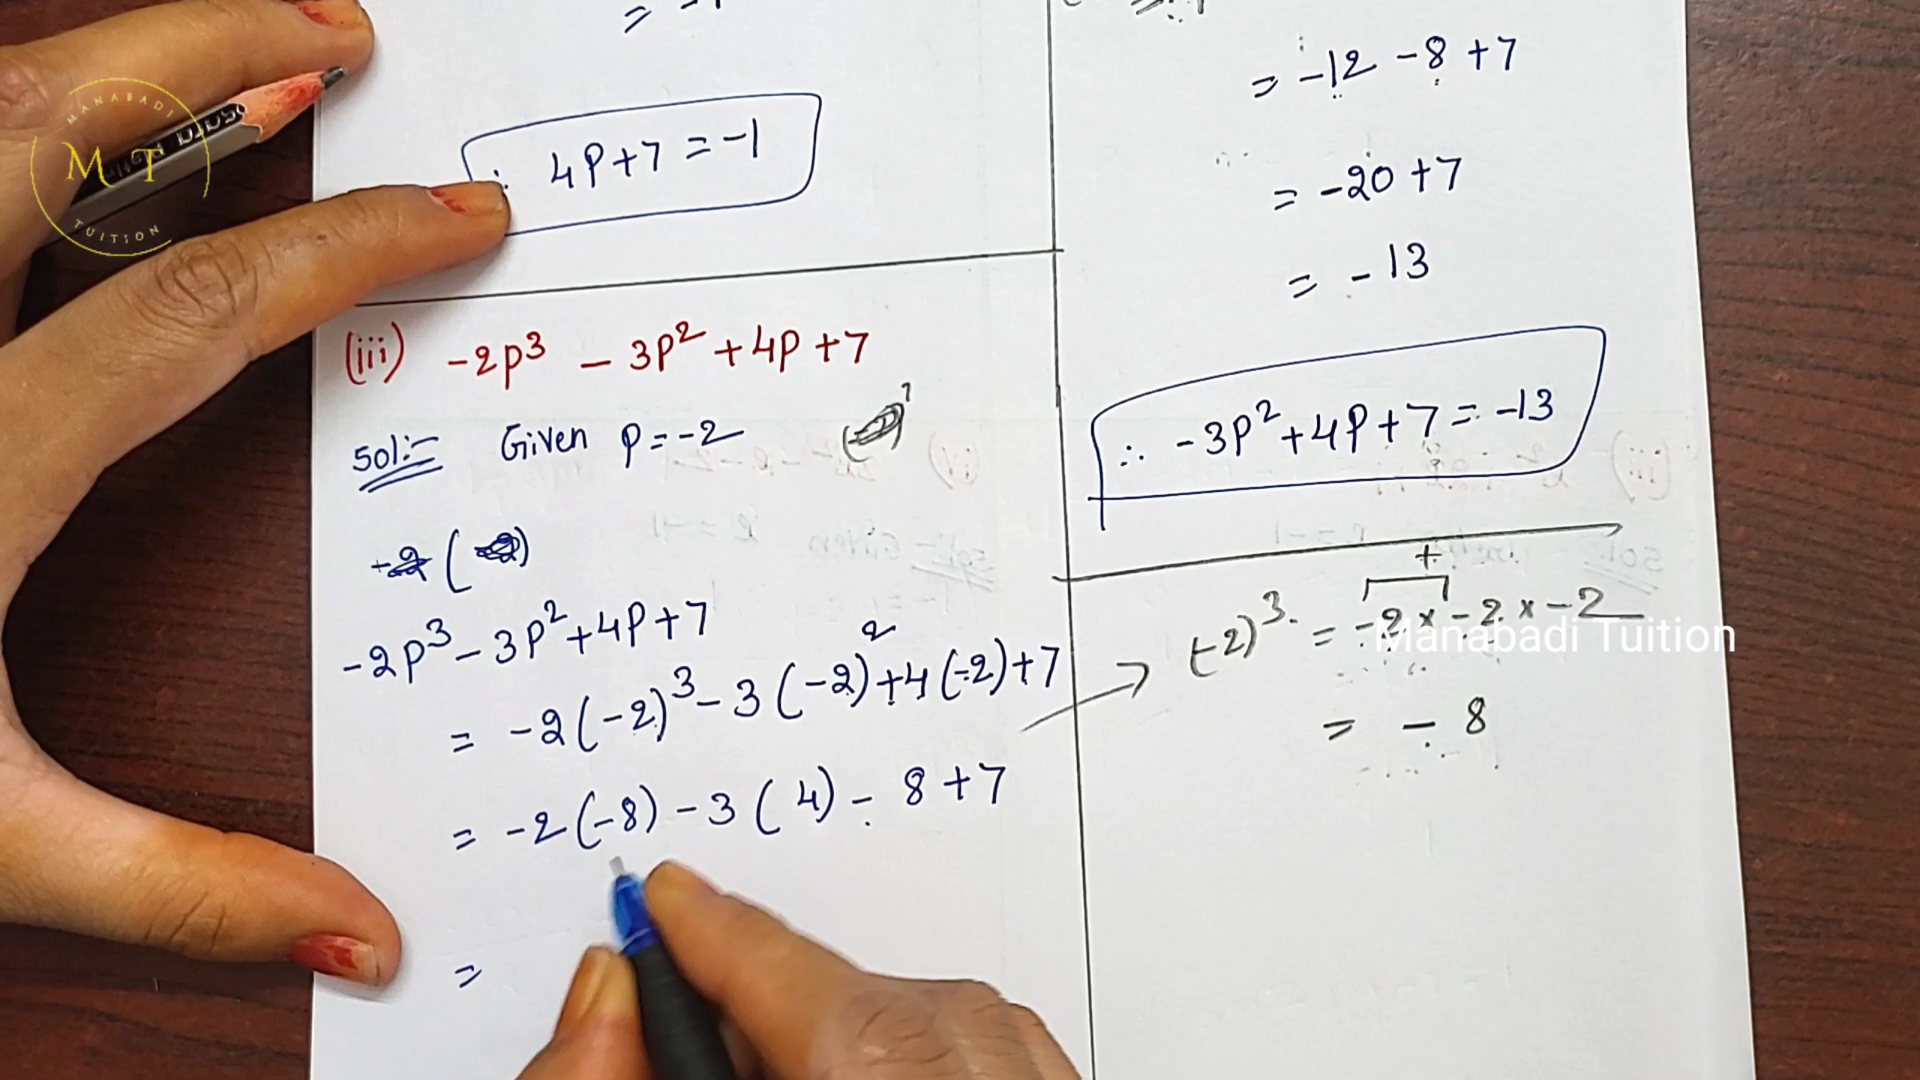 MANABADI
M T
TUITION
∴ 4P+7 = -1
= -12 -8 +7
= -20 +7
= -13
∴ -3P²+4P+7 = -13
(iii) -2p³ - 3p² + 4p + 7
Sol:- Given p = -2
-2p³ - 3p² + 4p + 7
= -2(-2)³ - 3(-2)² + 4(-2) + 7
= -2(-8) - 3(4) - 8 + 7
=
+
(-2)³ = -2 × -2 × -2
= - 8
Manabadi Tuition